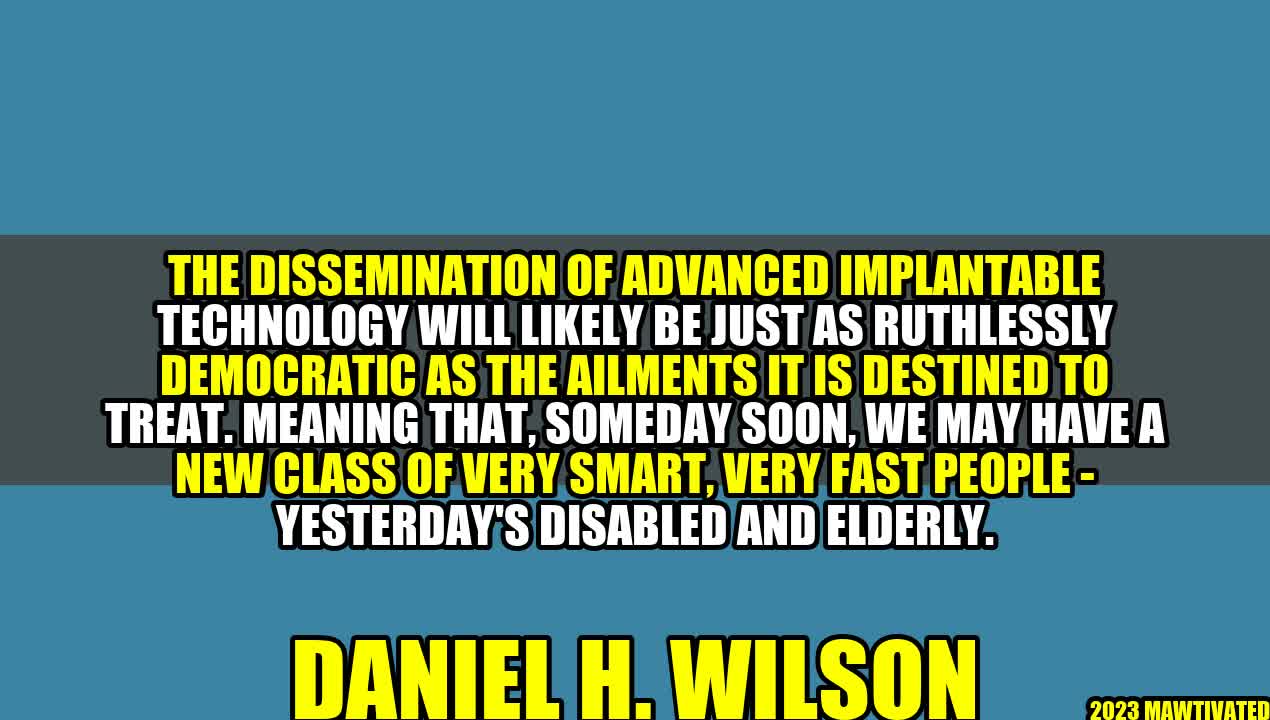 THE DISSEMINATION OF ADVANCED IMPLANTABLE
TECHNOLOGY WILL LIKELY BE JUST AS RUTHLESSLY
DEMOCRATIC AS THE AILMENTS IT IS DESTINED TO
TREAT. MEANING THAT, SOMEDAY SOON, WE MAY HAVE A
NEW CLASS OF VERY SMART, VERY FAST PEOPLE -
YESTERDAY'S DISABLED AND ELDERLY.
DANIEL H. WILSON
2023 MAWTIVATED